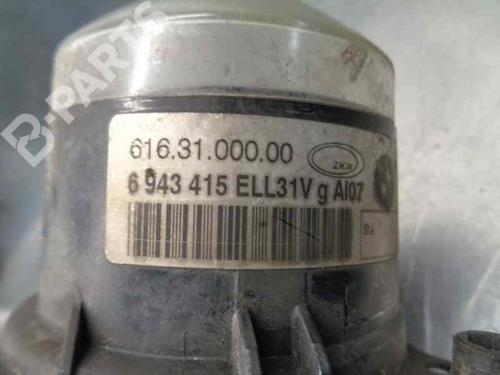 B-PARTS
616.31.000.00
ZKW
6 943 415 ELL31V g AI07